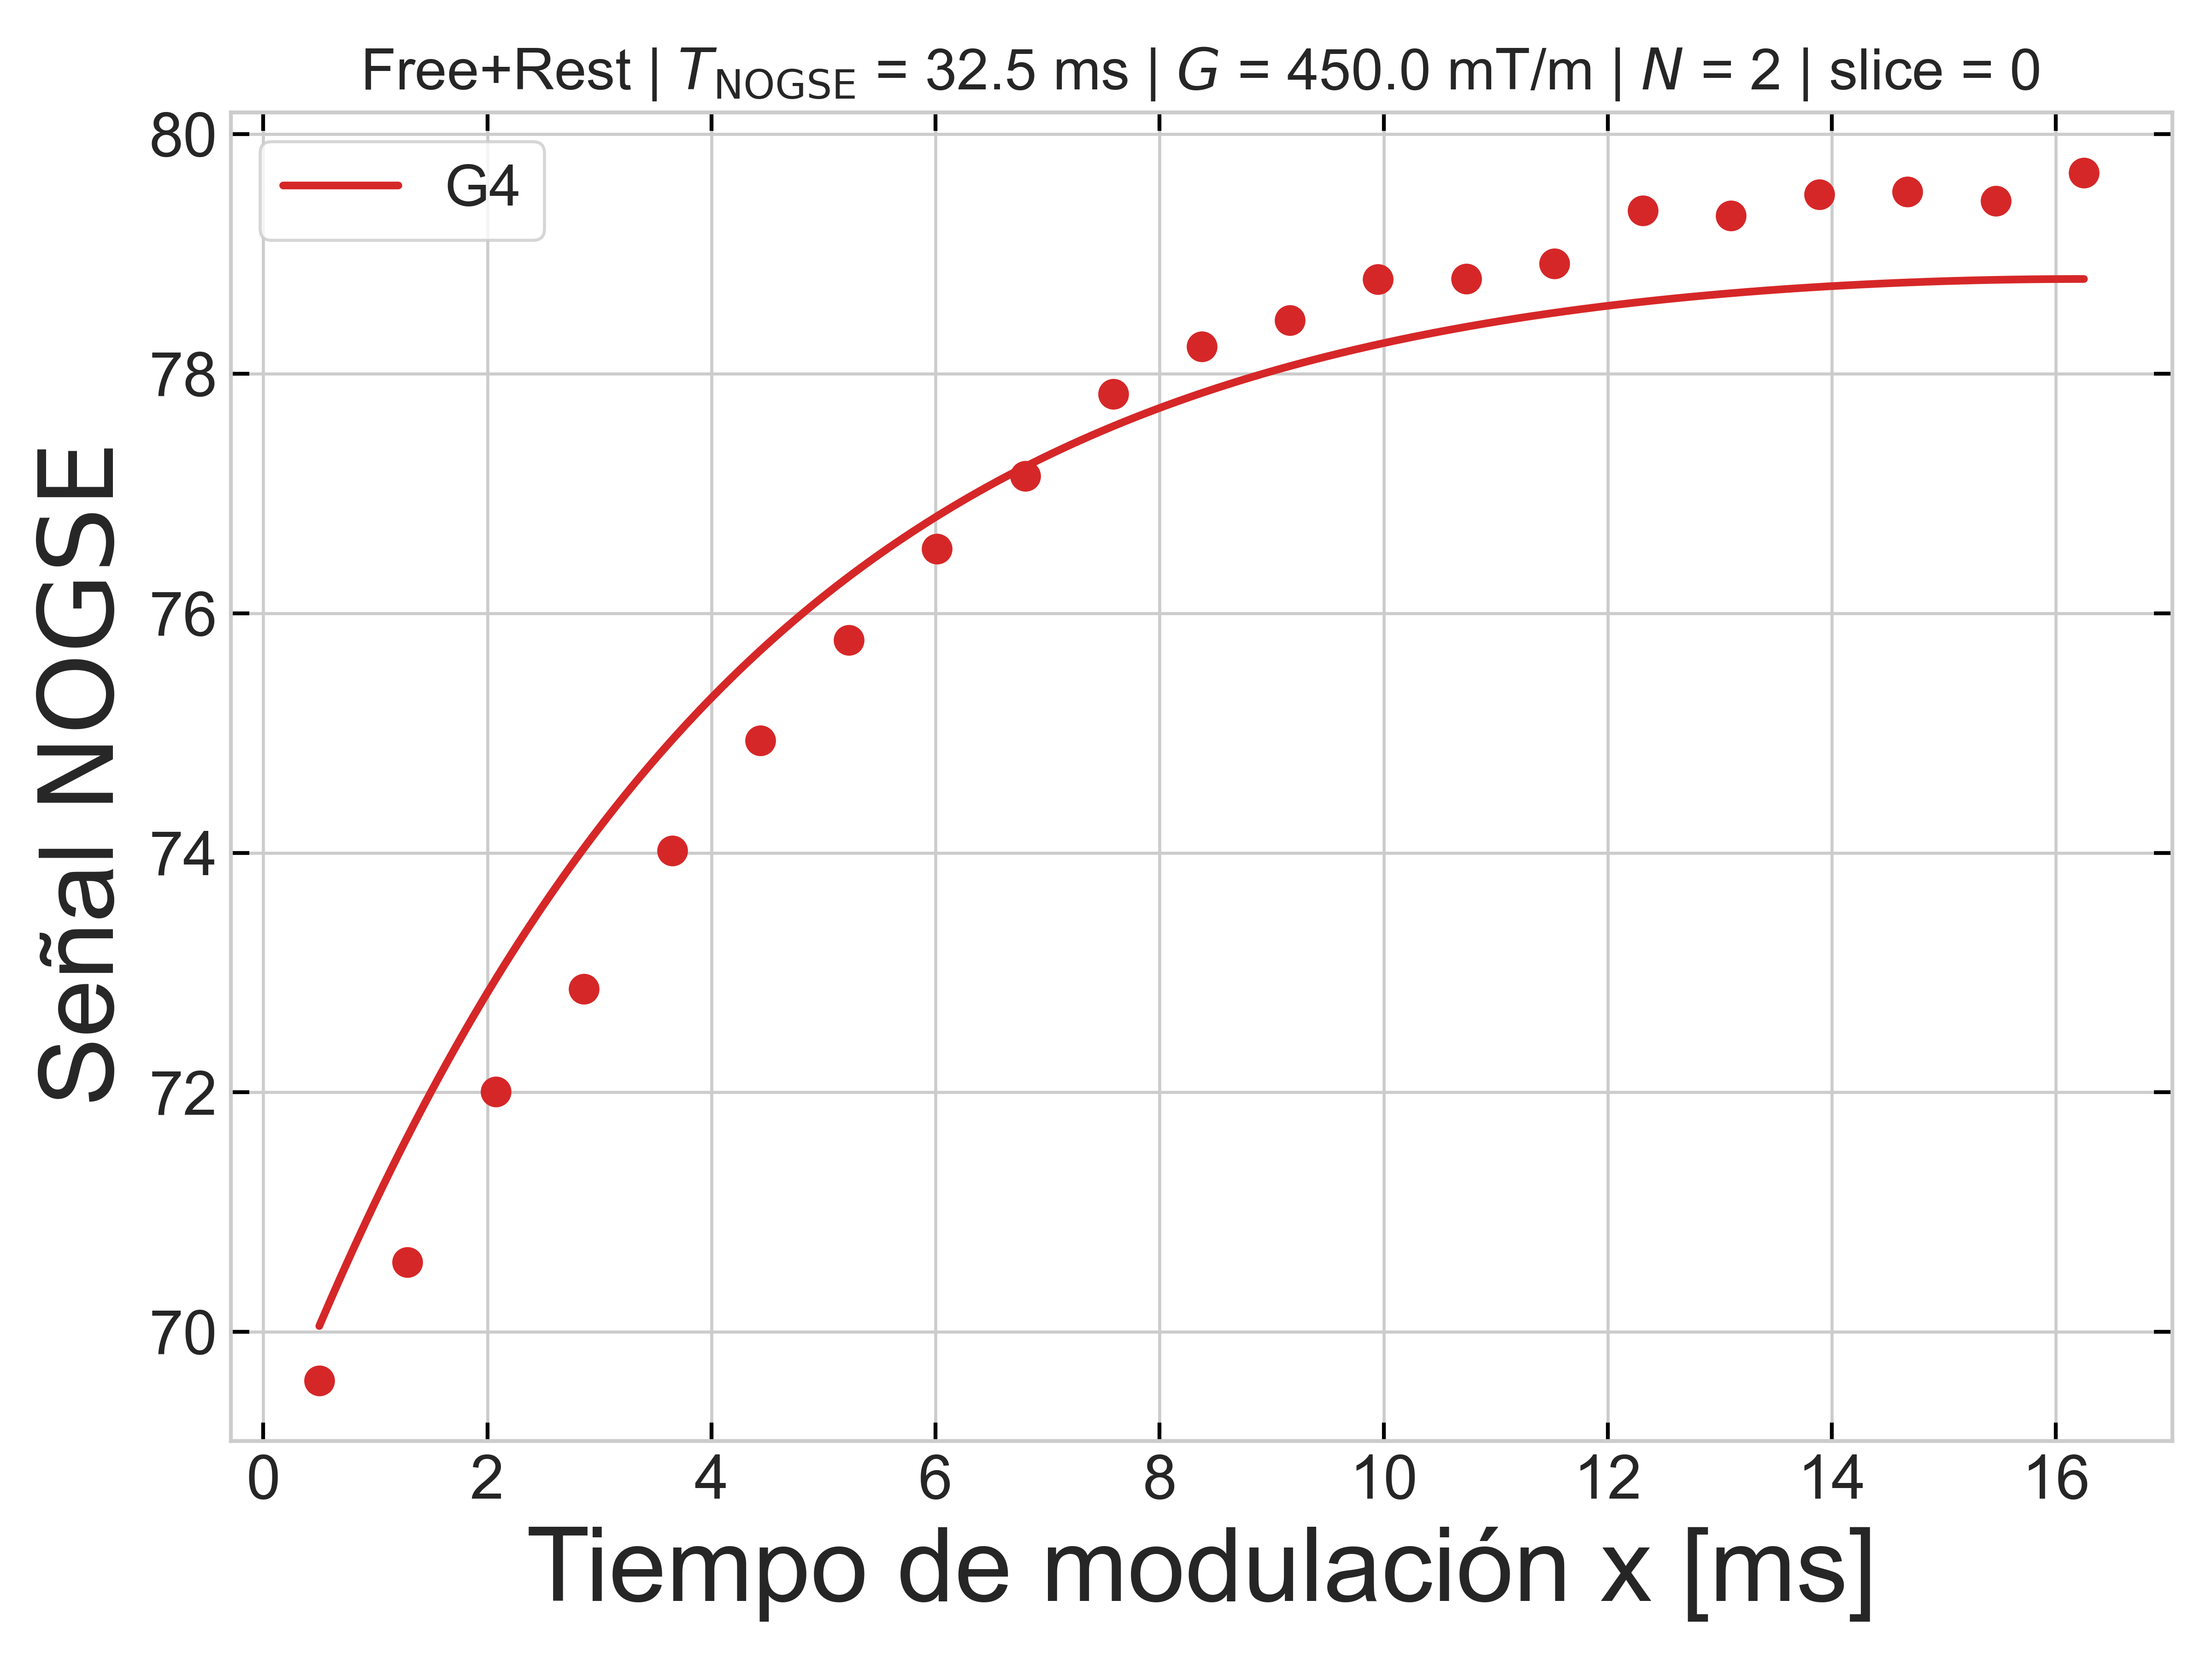 Free+Rest | T_NOGSE = 32.5 ms | G = 450.0 mT/m | N = 2 | slice = 0
G4
Señal NOGSE
80
78
76
74
72
70
0 2 4 6 8 10 12 14 16
Tiempo de modulación x [ms]